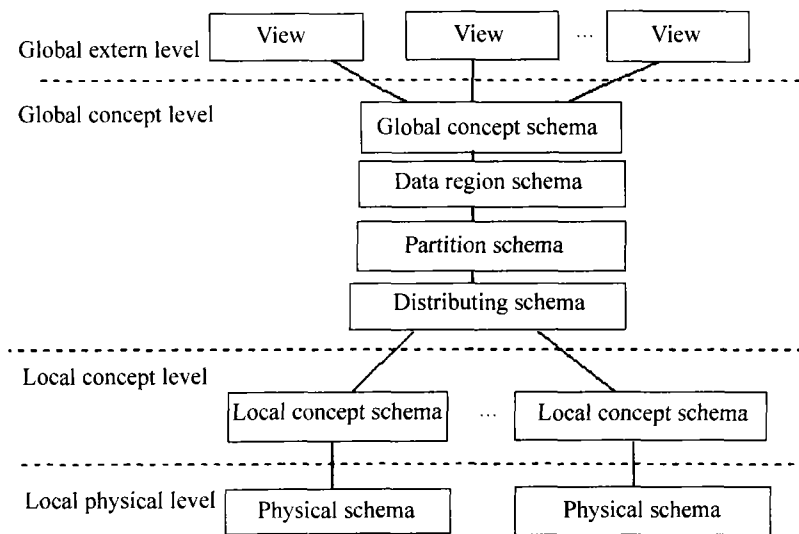 Global extern level
View
View
...
View
Global concept level
Global concept schema
Data region schema
Partition schema
Distributing schema
Local concept level
Local concept schema
...
Local concept schema
Local physical level
Physical schema
Physical schema